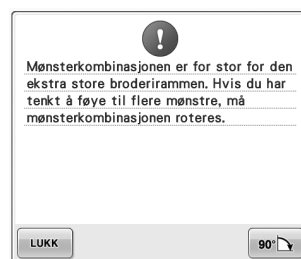 Mønsterkombinasjonen er for stor for den
ekstra store broderirammen. Hvis du har
tenkt å føye til flere mønstre, må
mønsterkombinasjonen roteres.
LUKK
90°